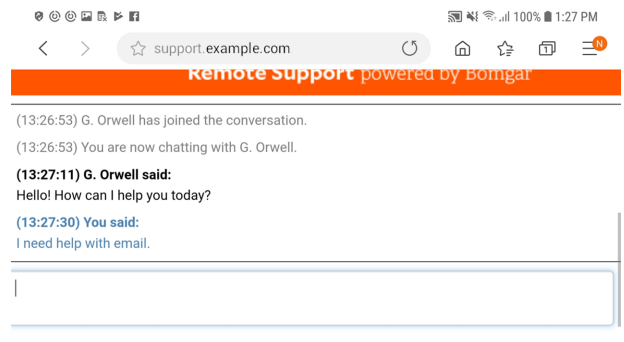 100% 1:27 PM
support.example.com
1
N
Remote Support powered by Bomgar
(13:26:53) G. Orwell has joined the conversation.
(13:26:53) You are now chatting with G. Orwell.
(13:27:11) G. Orwell said:
Hello! How can I help you today?
(13:27:30) You said:
I need help with email.